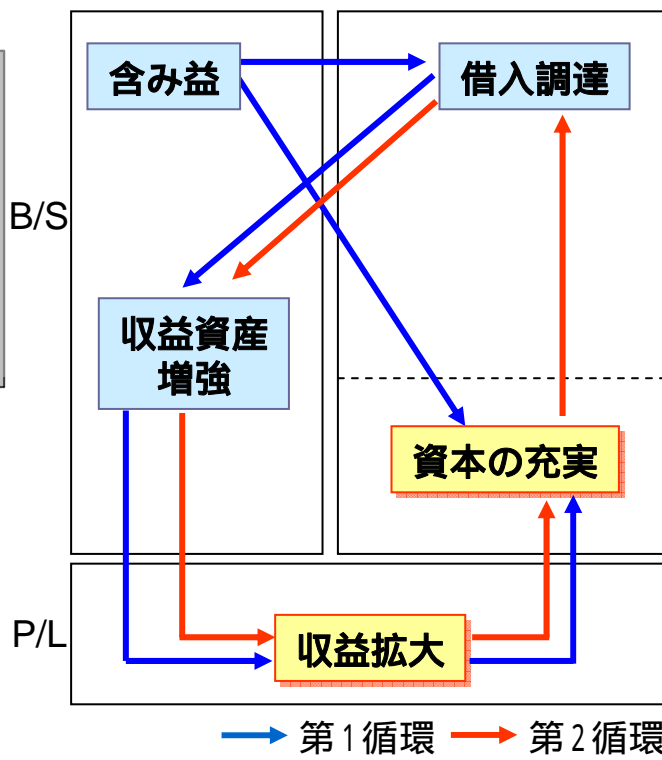 含み益
借入調達
B/S
収益資産
増強
資本の充実
P/L
収益拡大
第1循環
第2循環